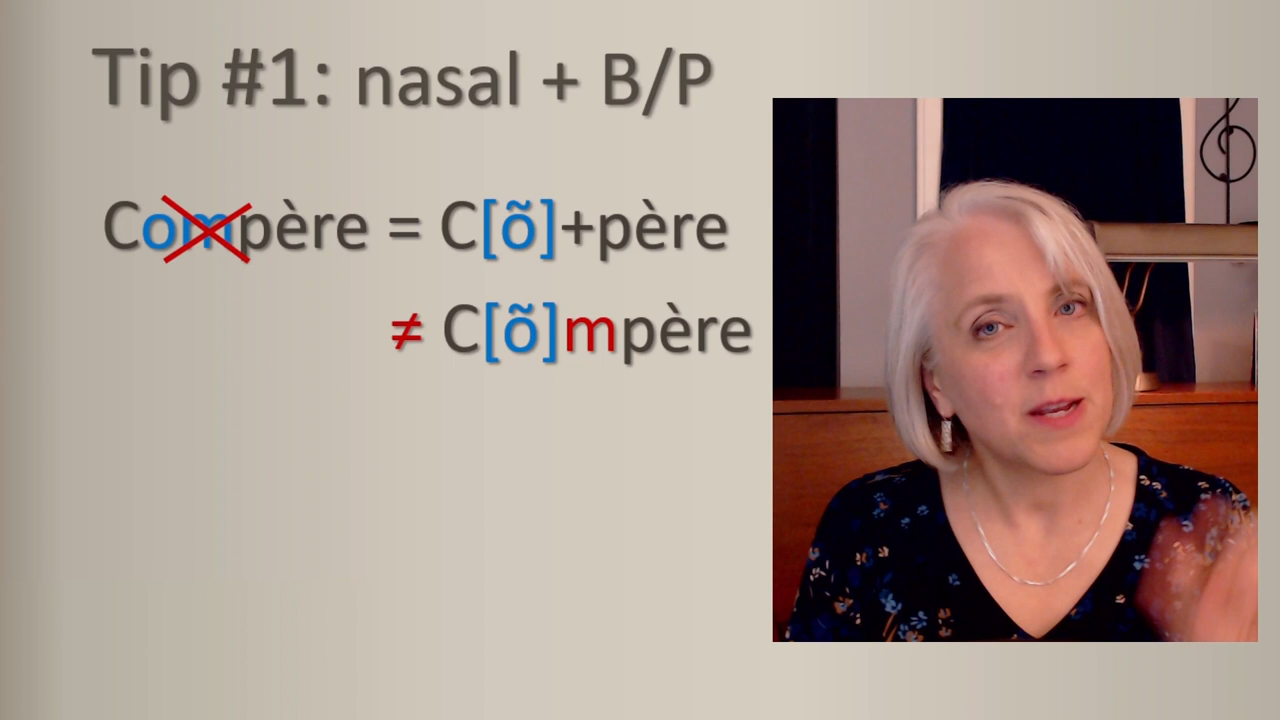 Tip #1: nasal + B/P
Compère = C[õ]+père
≠ C[õ]mpère